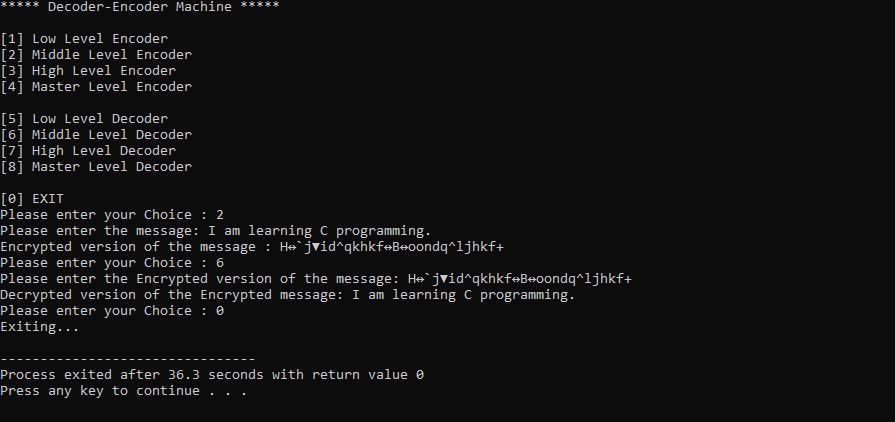 ***** Decoder-Encoder Machine *****
[1] Low Level Encoder
[2] Middle Level Encoder
[3] High Level Encoder
[4] Master Level Encoder
[5] Low Level Decoder
[6] Middle Level Decoder
[7] High Level Decoder
[8] Master Level Decoder
[0] EXIT
Please enter your Choice : 2
Please enter the message: I am learning C programming.
Encrypted version of the message : H↔`j▼id^qkhkf↔B↔oondq^ljhkf+
Please enter your Choice : 6
Please enter the Encrypted version of the message: H↔`j▼id^qkhkf↔B↔oondq^ljhkf+
Decrypted version of the Encrypted message: I am learning C programming.
Please enter your Choice : 0
Exiting...
--------------------------------
Process exited after 36.3 seconds with return value 0
Press any key to continue . . .